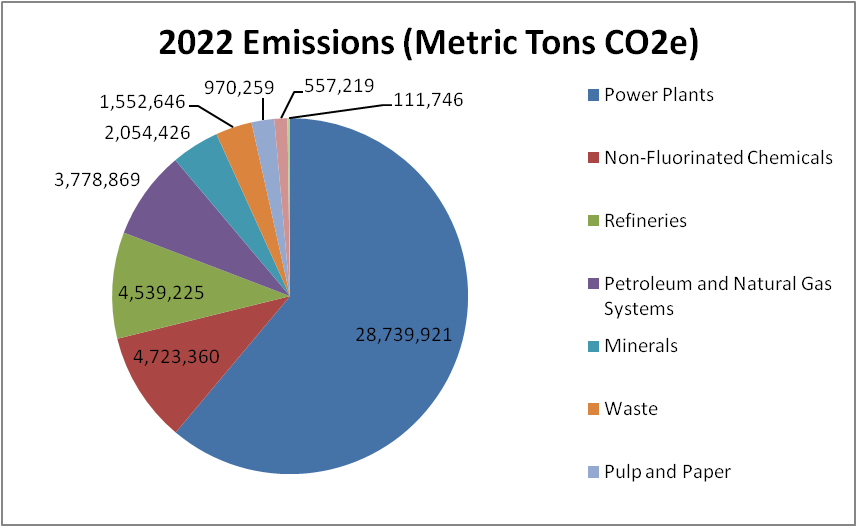 2022 Emissions (Metric Tons CO2e)
970,259
557,219
1,552,646
111,746
2,054,426
3,778,869
4,539,225
4,723,360
28,739,921
Power Plants
Non-Fluorinated Chemicals
Refineries
Petroleum and Natural Gas
Systems
Minerals
Waste
Pulp and Paper